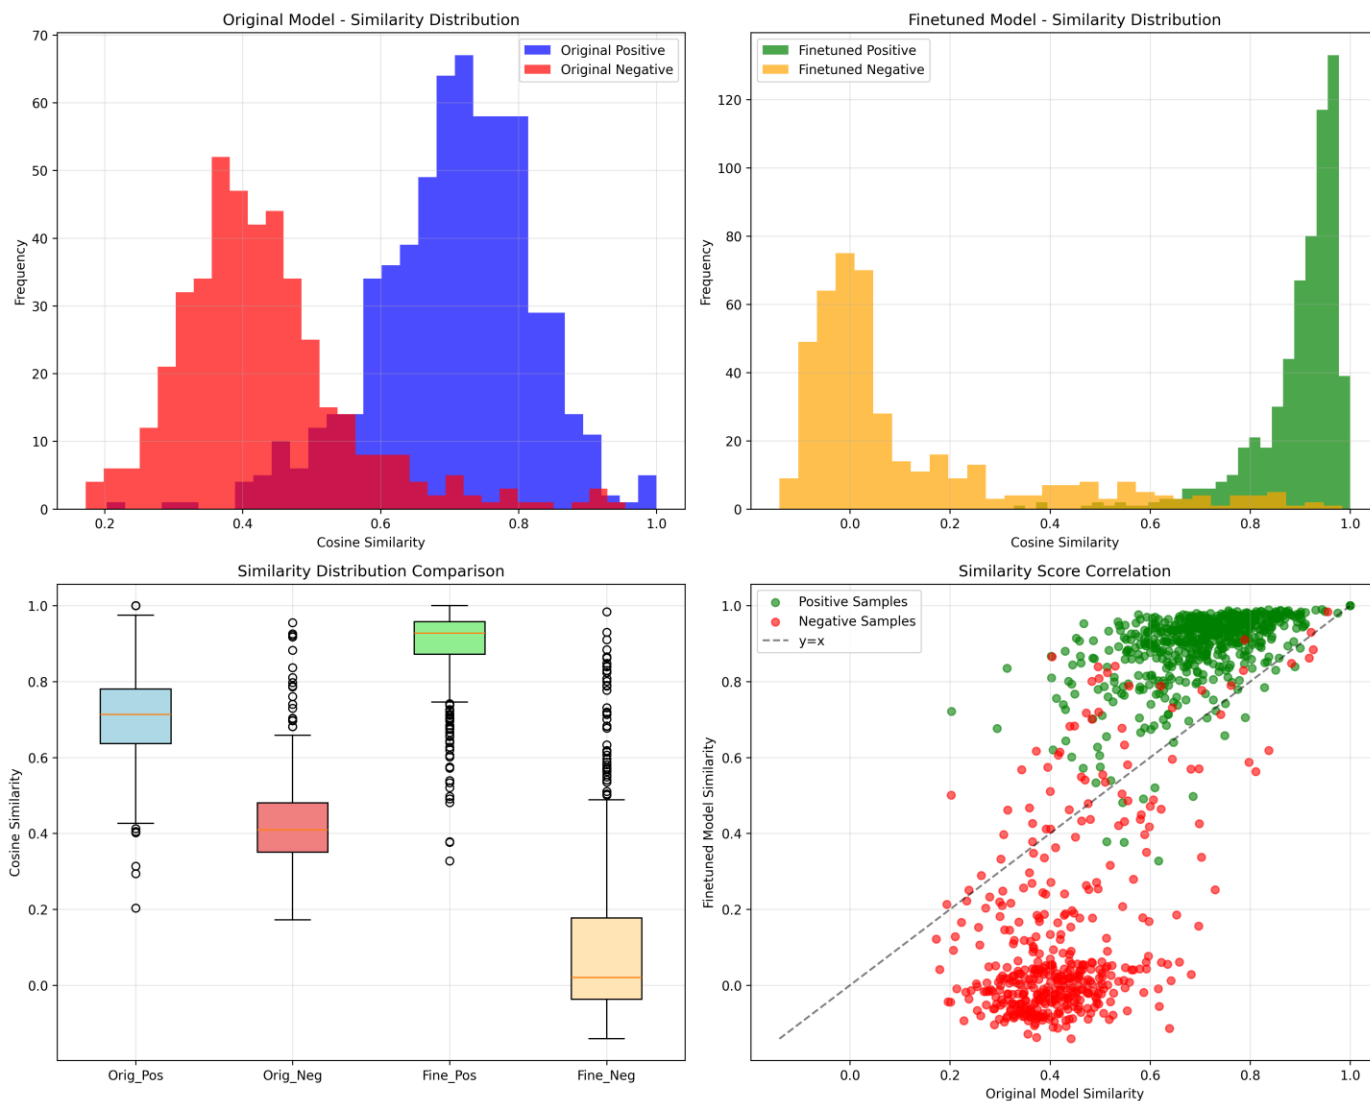 Original Model - Similarity Distribution
Original Positive
Original Negative
70
60
50
40
30
20
10
0
Frequency
0.2 0.4 0.6 0.8 1.0
Cosine Similarity
Finetuned Model - Similarity Distribution
Finetuned Positive
Finetuned Negative
120
100
80
60
40
20
0
Frequency
0.0 0.2 0.4 0.6 0.8 1.0
Cosine Similarity
Similarity Distribution Comparison
1.0
0.8
0.6
0.4
0.2
0.0
Cosine Similarity
Orig_Pos Orig_Neg Fine_Pos Fine_Neg
Similarity Score Correlation
Positive Samples
Negative Samples
y=x
1.0
0.8
0.6
0.4
0.2
0.0
Finetuned Model Similarity
0.0 0.2 0.4 0.6 0.8 1.0
Original Model Similarity